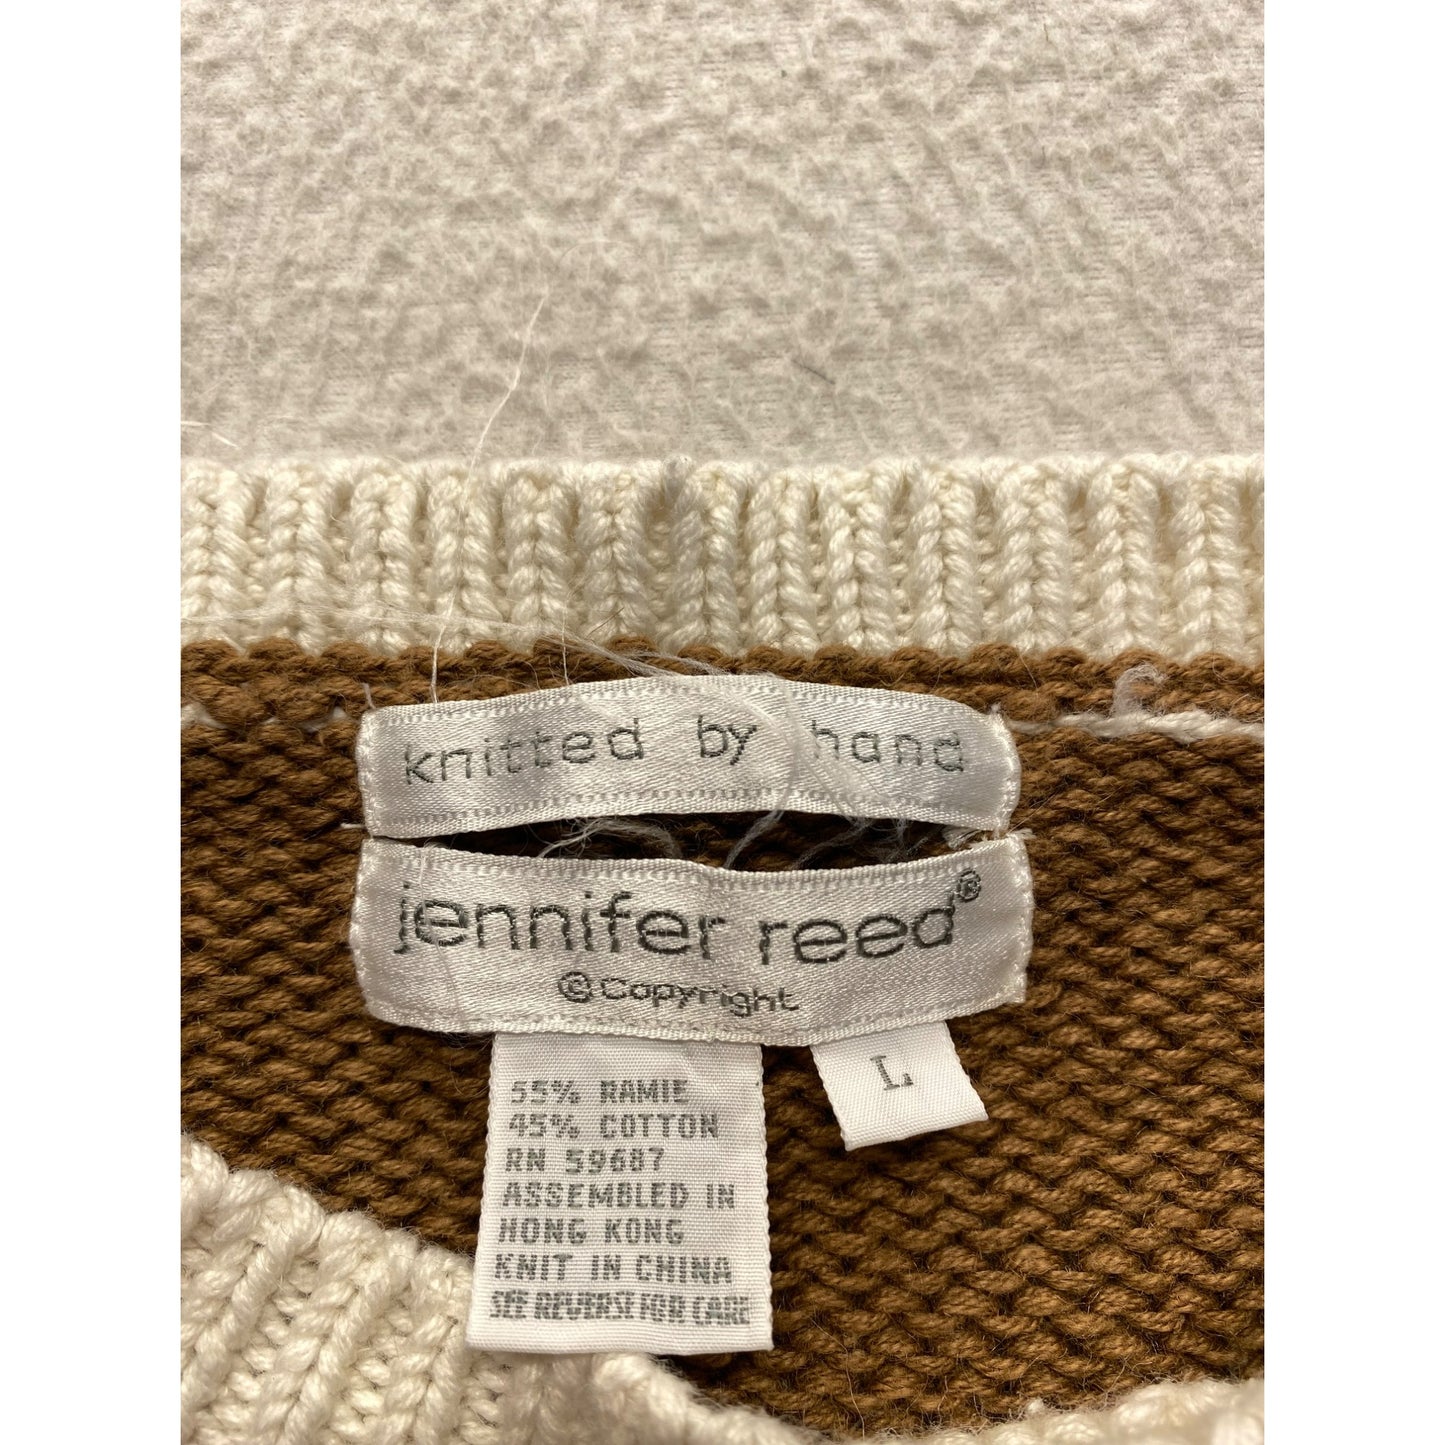 knitted by hand
jennifer reed®
©Copyright
L
55% RAMIE
45% COTTON
RN 59687
ASSEMBLED IN
HONG KONG
KNIT IN CHINA
SEE REVERSE FOR CARE